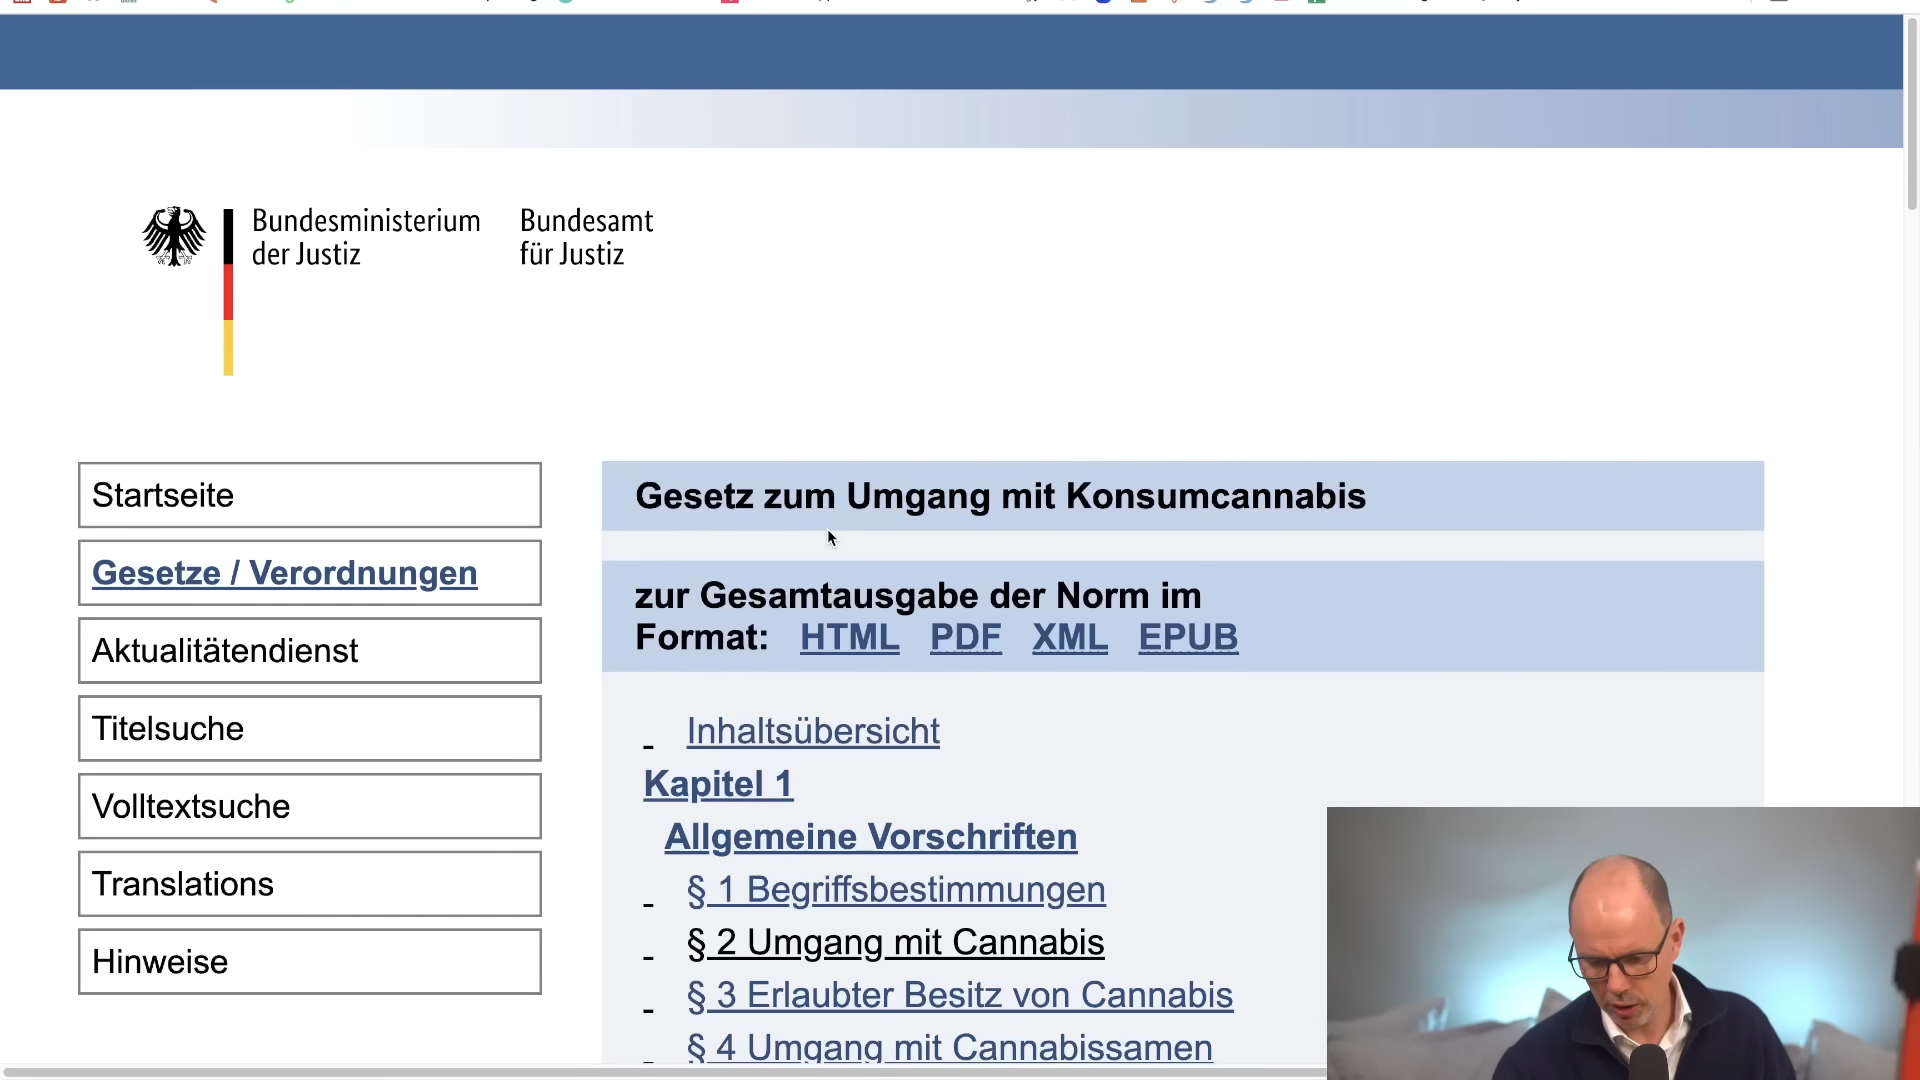 Bundesministerium
der Justiz
Bundesamt
für Justiz
Startseite
Gesetze / Verordnungen
Aktualitätendienst
Titelsuche
Volltextsuche
Translations
Hinweise
Gesetz zum Umgang mit Konsumcannabis
zur Gesamtausgabe der Norm im
Format: HTML PDF XML EPUB
Inhaltsübersicht
Kapitel 1
Allgemeine Vorschriften
§ 1 Begriffsbestimmungen
§ 2 Umgang mit Cannabis
§ 3 Erlaubter Besitz von Cannabis
§ 4 Umgang mit Cannabissamen